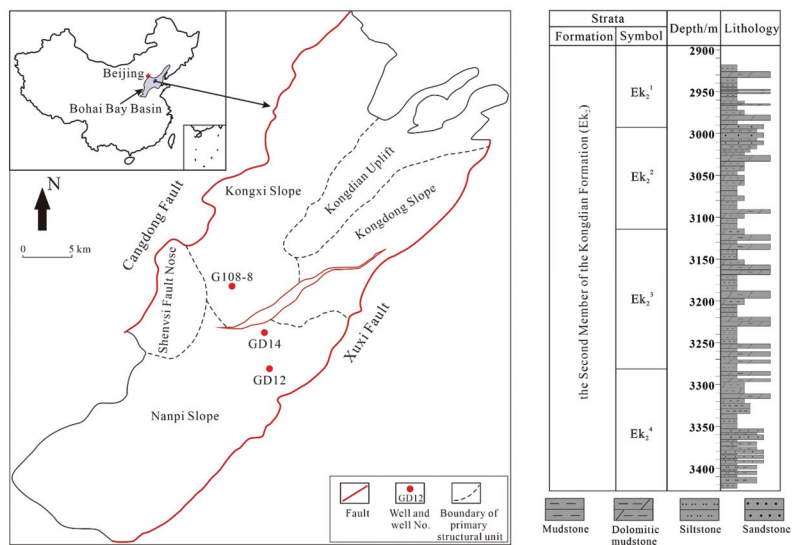 Beijing
Bohai Bay Basin
N
0
5 km
Cangdong Fault
Kongxi Slope
Kongdian Uplift
Kongdong Slope
Shenvsi Fault Nose
G108-8
GD14
GD12
Xuxi Fault
Nanpi Slope
Fault
GD12
Well and
well No.
Boundary of
primary
structural unit
Strata
Depth/m
Lithology
Formation
Symbol
the Second Member of the Kongdian Formation (Ek₂)
Ek₂¹
Ek₂²
Ek₂³
Ek₂⁴
2900
2950
3000
3050
3100
3150
3200
3250
3300
3350
3400
Mudstone
Dolomitic
mudstone
Siltstone
Sandstone